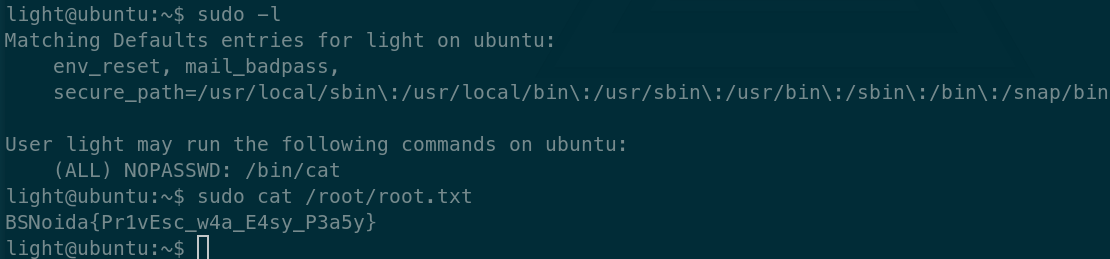 light@ubuntu:~$ sudo -l
Matching Defaults entries for light on ubuntu:
    env_reset, mail_badpass,
    secure_path=/usr/local/sbin\:/usr/local/bin\:/usr/sbin\:/usr/bin\:/sbin\:/bin\:/snap/bin

User light may run the following commands on ubuntu:
    (ALL) NOPASSWD: /bin/cat
light@ubuntu:~$ sudo cat /root/root.txt
BSNoida{Pr1vEsc_w4a_E4sy_P3a5y}
light@ubuntu:~$